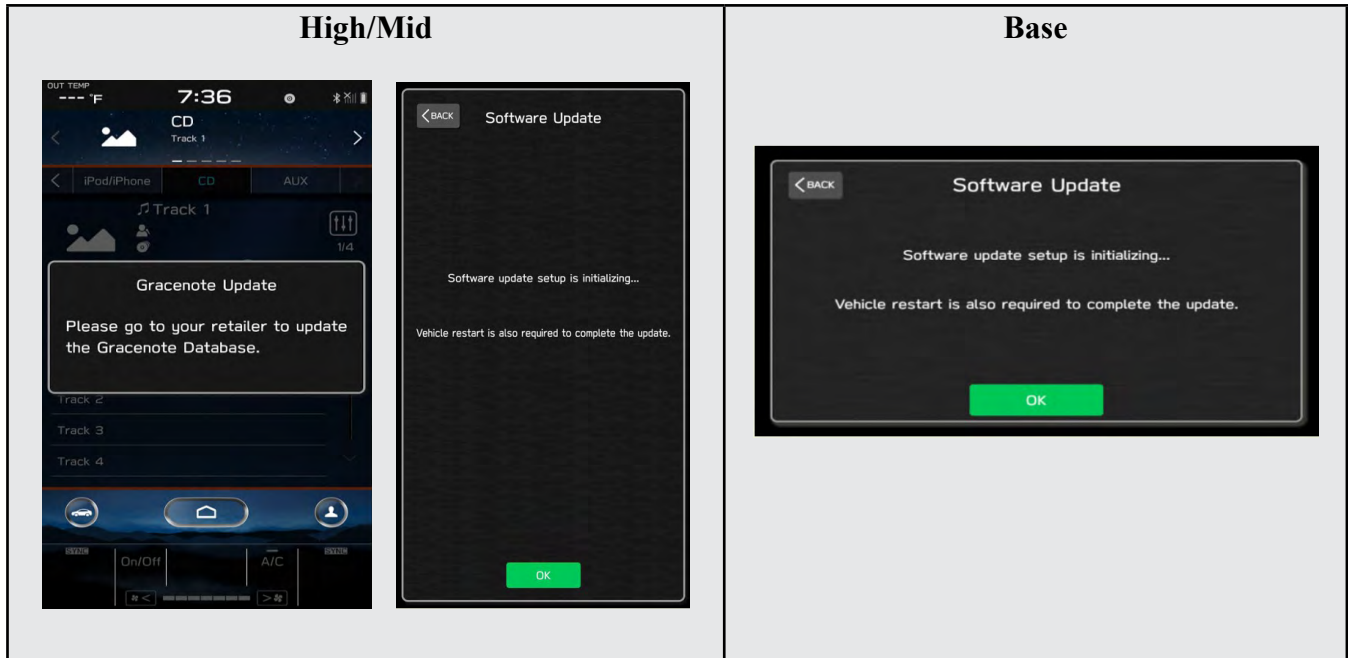 High/Mid
Base
OUT TEMP
--- °F
7:36
CD
Track 1
iPod/iPhone
CD
AUX
Track 1
1/4
Gracenote Update
Please go to your retailer to update
the Gracenote Database.
Track 2
Track 3
Track 4
SYNC
On/Off
A/C
SYNC
BACK
Software Update
Software update setup is initializing...
Vehicle restart is also required to complete the update.
OK
BACK
Software Update
Software update setup is initializing...
Vehicle restart is also required to complete the update.
OK